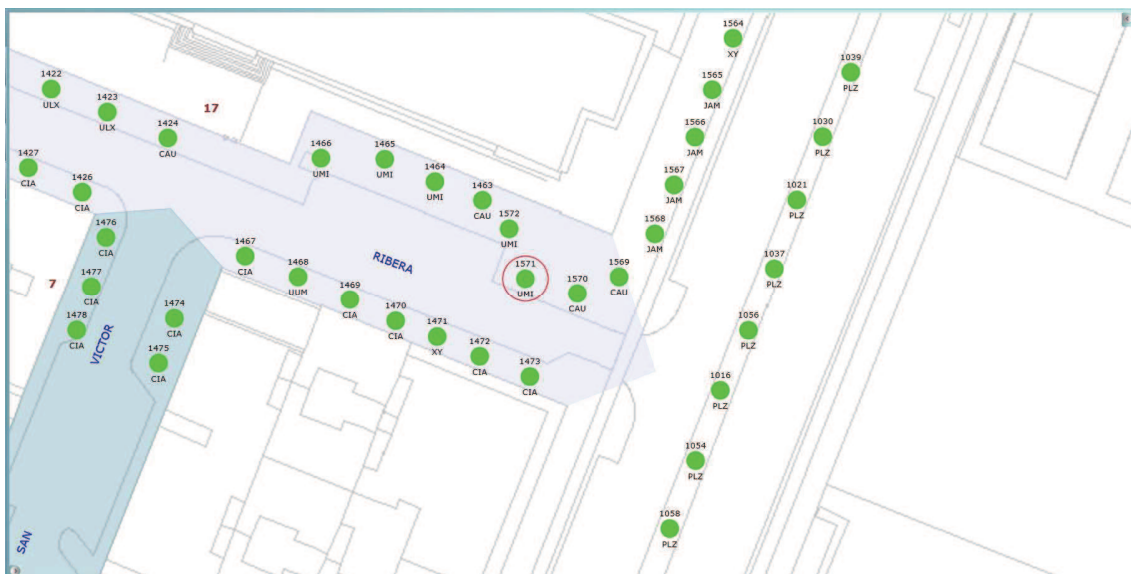 1564
XY
1039
PLZ
1422
ULX
1565
JAM
1423
ULX
17
1424
CAU
1566
JAM
1030
PLZ
1466
UMI
1465
UMI
1427
CIA
1464
UMI
1567
JAM
1426
CIA
1463
CAU
1021
PLZ
1572
UMI
1568
JAM
1476
CIA
1467
CIA
RIBERA
1468
UUM
1571
UMI
1570
CAU
1569
CAU
1037
PLZ
7
1477
CIA
1469
CIA
1478
CIA
1474
CIA
1470
CIA
1471
XY
1056
PLZ
VICTOR
1475
CIA
1472
CIA
1473
CIA
1016
PLZ
1054
PLZ
1058
PLZ
SAN